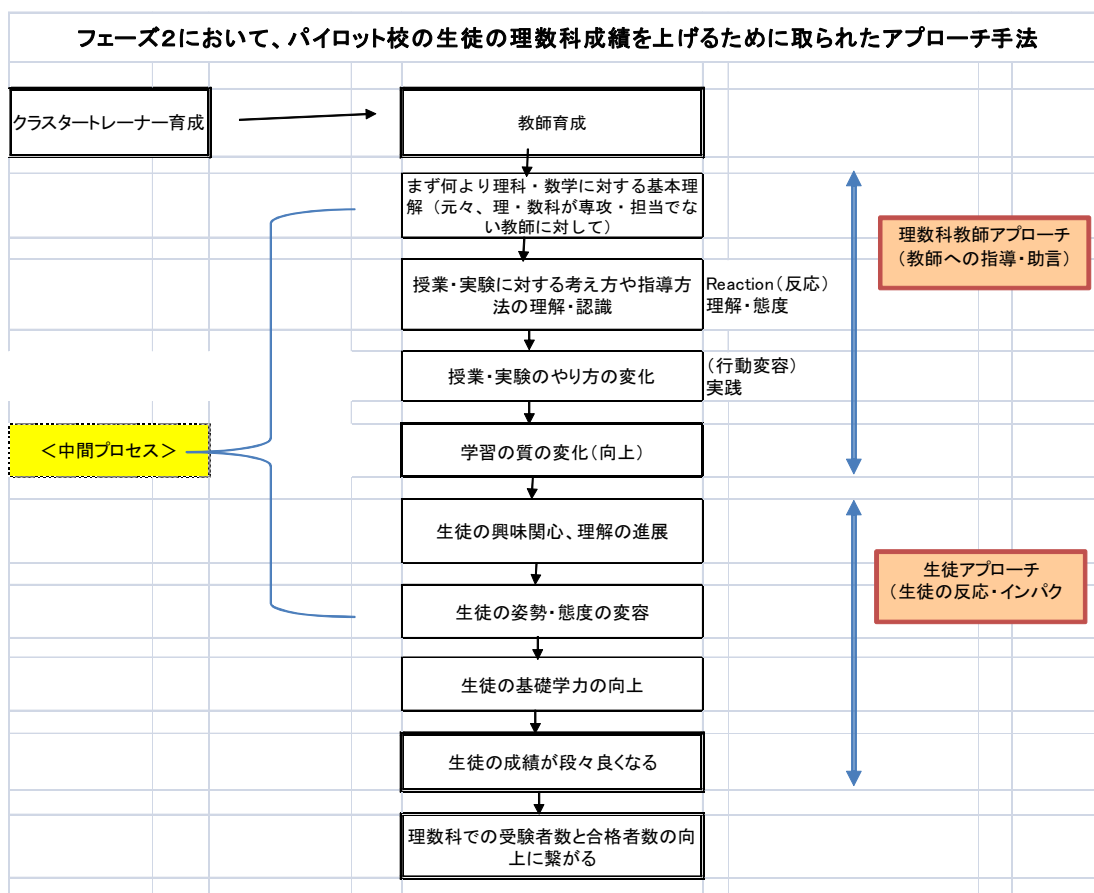 フェーズ2において、パイロット校の生徒の理数科成績を上げるために取られたアプローチ手法
クラスタートレーナー育成
教師育成
まず何より理科・数学に対する基本理
解（元々、理・数科が専攻・担当でな
い教師に対して）
理数科教師アプローチ
（教師への指導・助言）
授業・実験に対する考え方や指導方
法の理解・認識
Reaction（反応）
理解・態度
授業・実験のやり方の変化
（行動変容）
実践
＜中間プロセス＞
学習の質の変化（向上）
生徒の興味関心、理解の進展
生徒アプローチ
（生徒の反応・インパク
生徒の姿勢・態度の変容
生徒の基礎学力の向上
生徒の成績が段々良くなる
理数科での受験者数と合格者数の向
上に繋がる